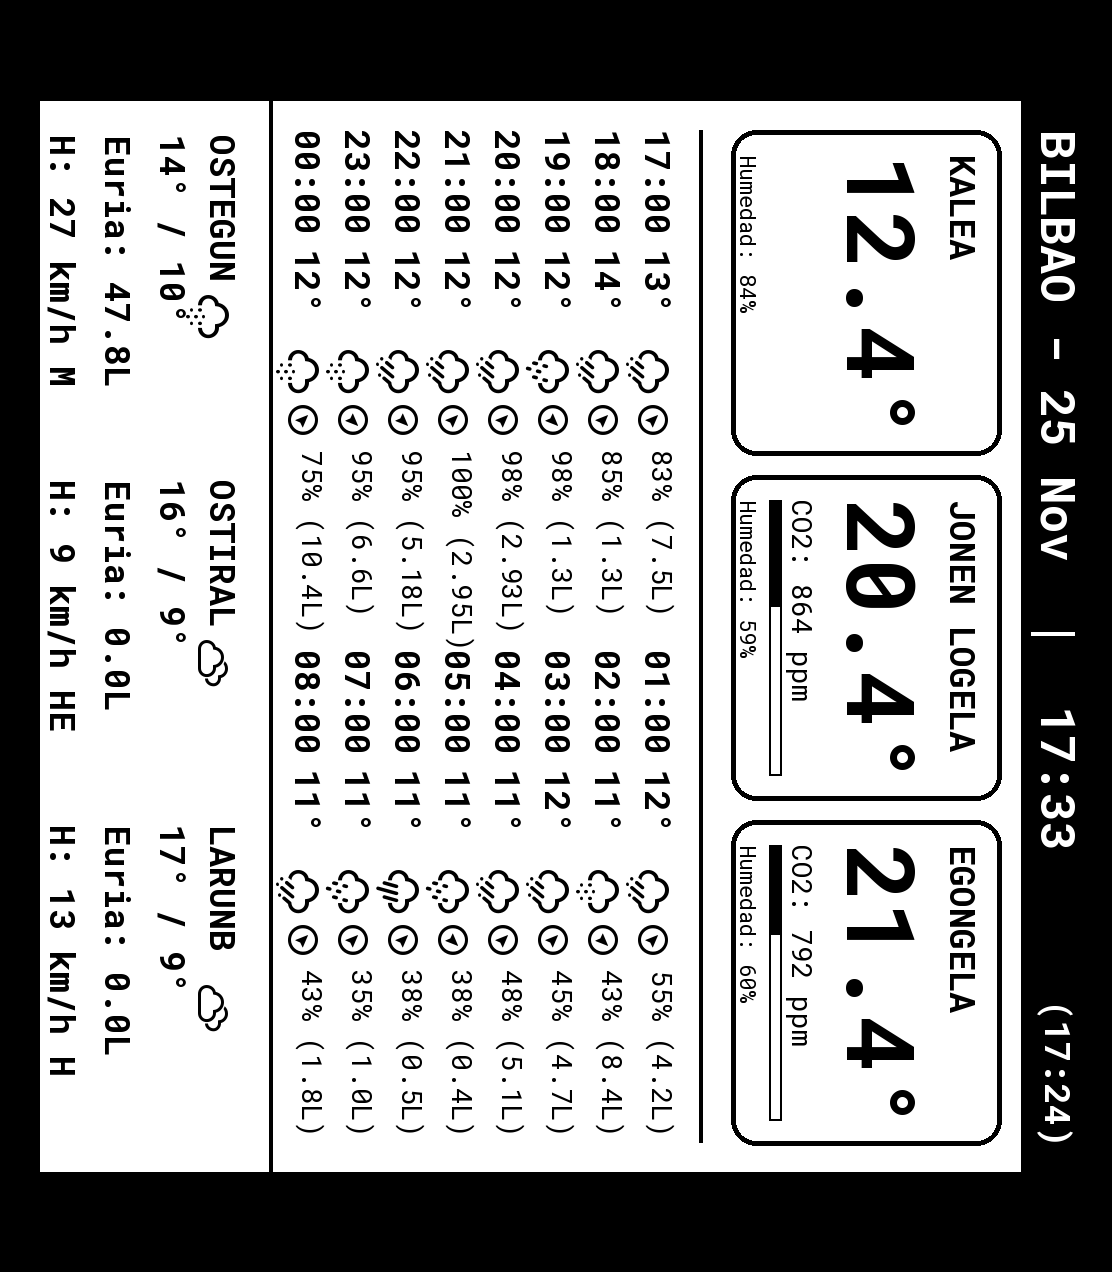 BILBAO - 25 Nov | 17:33 (17:24)
KALEA
12.4°
Humedad: 84%
JONEN LOGELA
20.4°
CO2: 864 ppm
Humedad: 59%
EGONGELA
21.4°
CO2: 792 ppm
Humedad: 60%
17:00 13° 83% (7.5L)
18:00 14° 85% (1.3L)
19:00 12° 98% (1.3L)
20:00 12° 98% (2.93L)
21:00 12° 100% (2.95L)
22:00 12° 95% (5.18L)
23:00 12° 95% (6.6L)
00:00 12° 75% (10.4L)
01:00 12° 55% (4.2L)
02:00 11° 43% (8.4L)
03:00 12° 45% (4.7L)
04:00 11° 48% (5.1L)
05:00 11° 38% (0.4L)
06:00 11° 38% (0.5L)
07:00 11° 35% (1.0L)
08:00 11° 43% (1.8L)
OSTEGUN
14° / 10°
Euria: 47.8L
H: 27 km/h M
OSTIRAL
16° / 9°
Euria: 0.0L
H: 9 km/h HE
LARUNB
17° / 9°
Euria: 0.0L
H: 13 km/h H